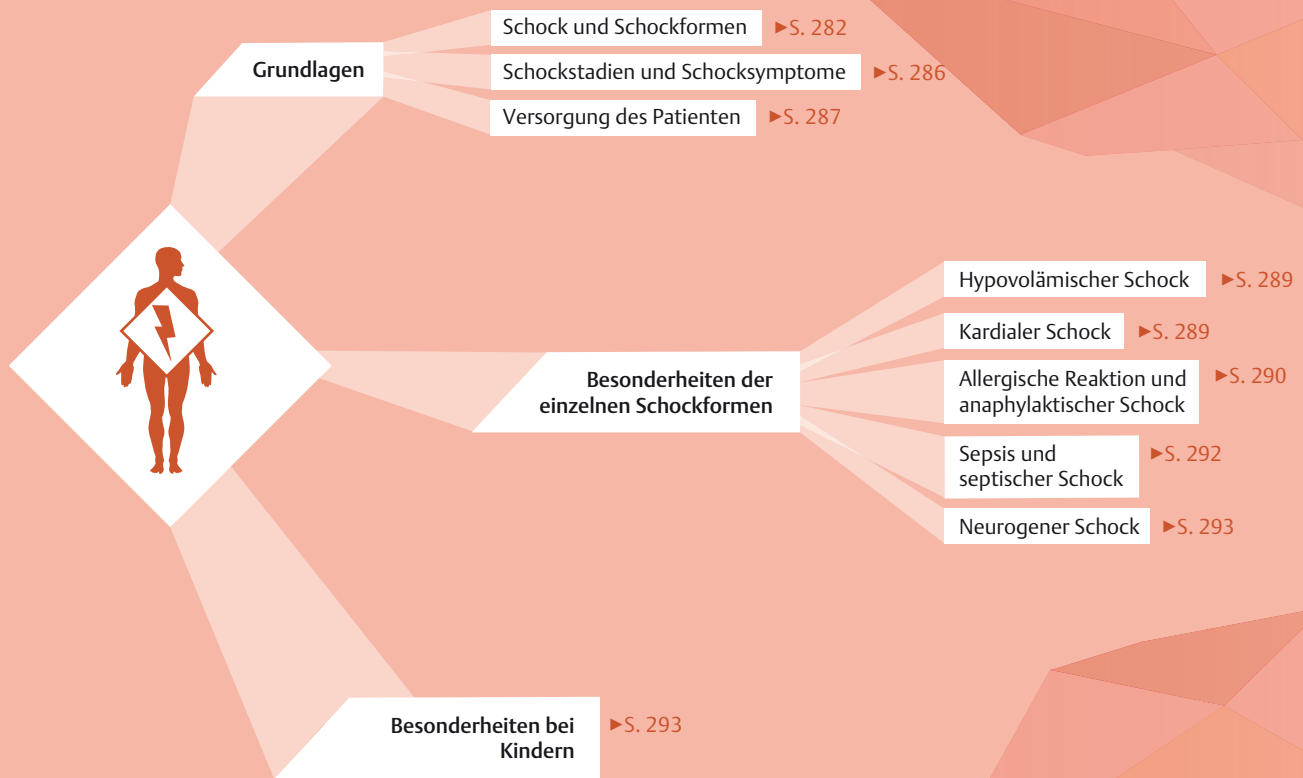 Grundlagen
Schock und Schockformen ►S. 282
Schockstadien und Schocksymptome ►S. 286
Versorgung des Patienten ►S. 287
Besonderheiten der
einzelnen Schockformen
Hypovolämischer Schock ►S. 289
Kardialer Schock ►S. 289
Allergische Reaktion und ►S. 290
anaphylaktischer Schock
Sepsis und ►S. 292
septischer Schock
Neurogener Schock ►S. 293
Besonderheiten bei ►S. 293
Kindern